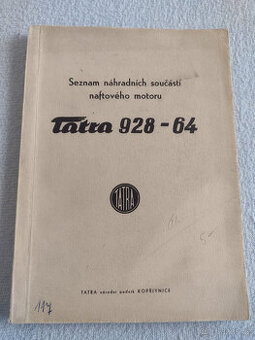 Seznam náhradních součástí
naftového motoru
Tatra 928-64
TATRA
TATRA národní podnik KOPŘIVNICE